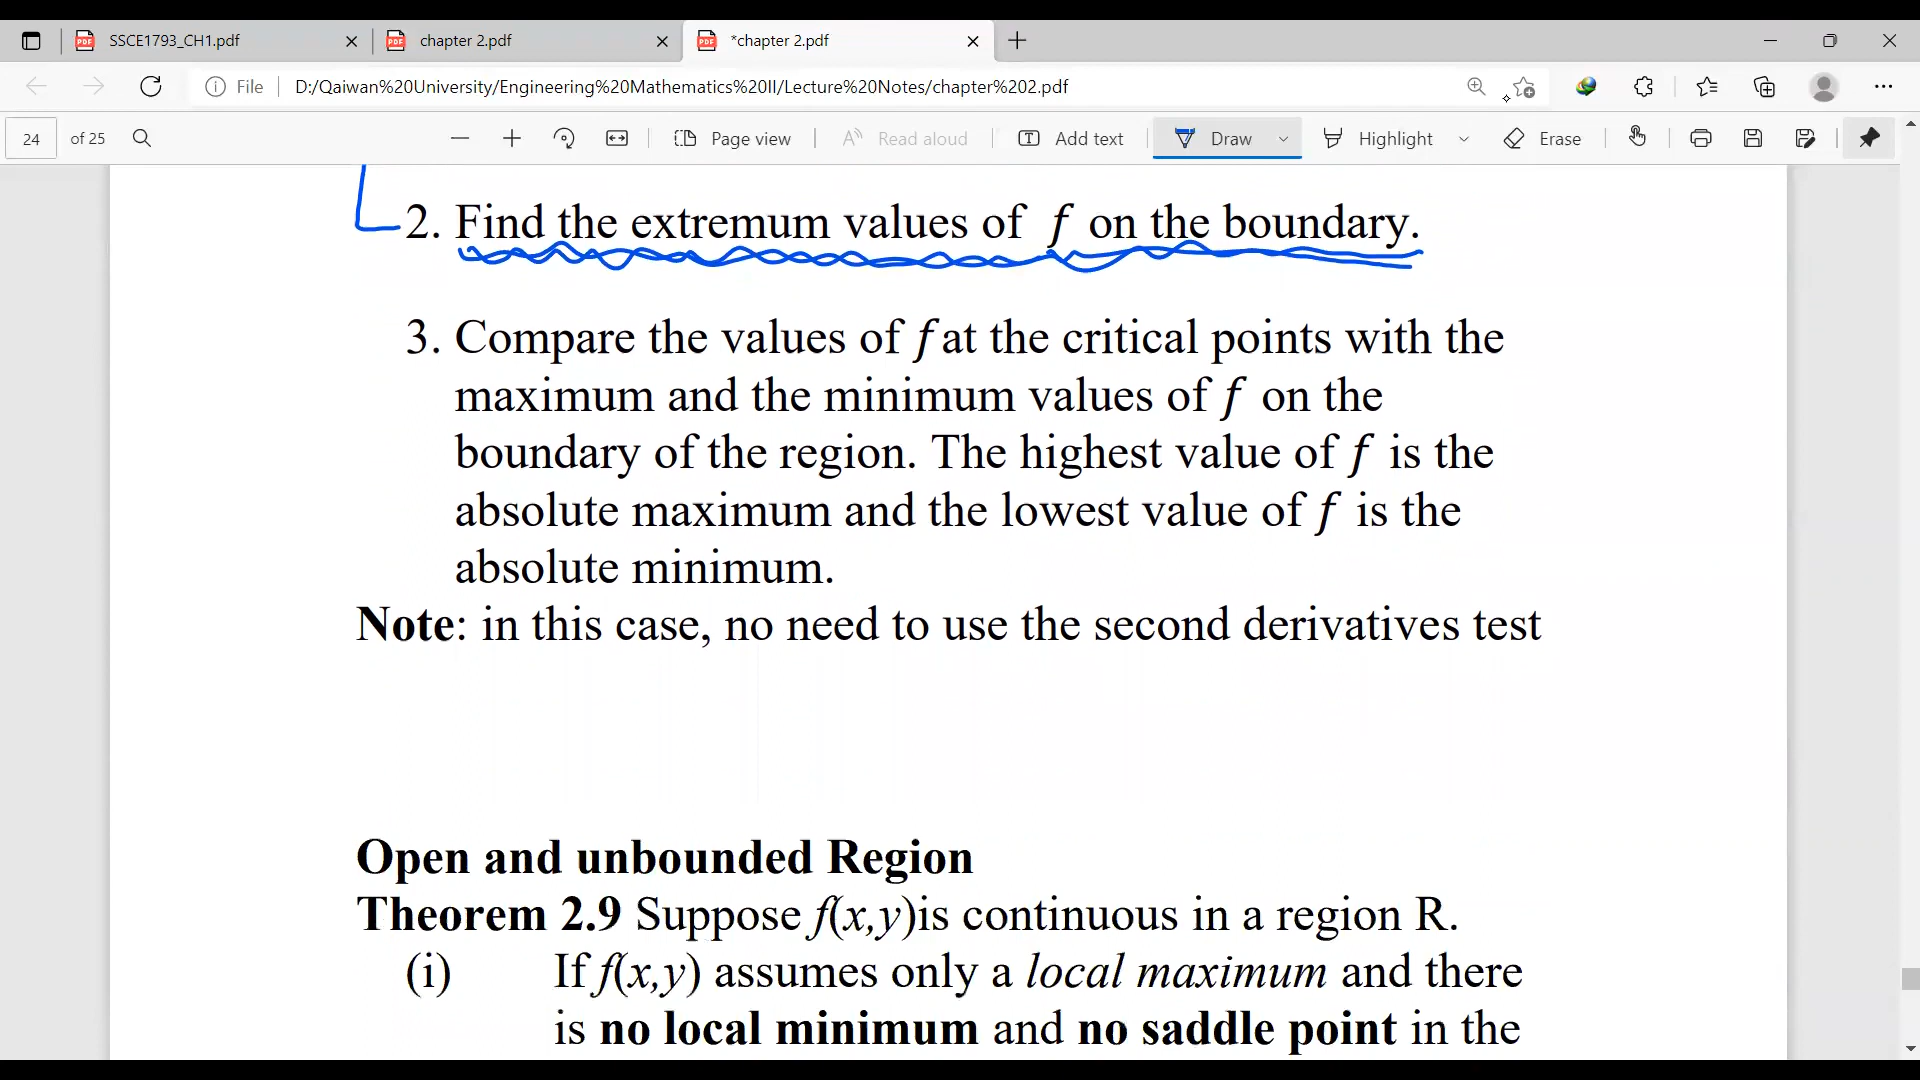 SSCE1793_CH1.pdf
chapter 2.pdf
*chapter 2.pdf
File
D:/Qaiwan%20University/Engineering%20Mathematics%20II/Lecture%20Notes/chapter%202.pdf
24 of 25
Page view
Read aloud
Add text
Draw
Highlight
Erase
2. Find the extremum values of f on the boundary.
3. Compare the values of f at the critical points with the
maximum and the minimum values of f on the
boundary of the region. The highest value of f is the
absolute maximum and the lowest value of f is the
absolute minimum.
Note: in this case, no need to use the second derivatives test
Open and unbounded Region
Theorem 2.9 Suppose f(x,y)is continuous in a region R.
(i) If f(x,y) assumes only a local maximum and there
is no local minimum and no saddle point in the